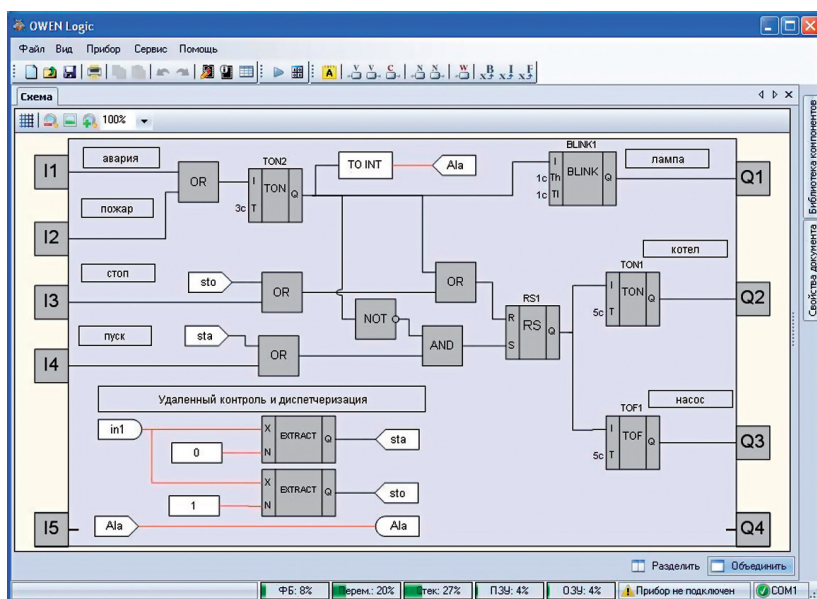 OWEN Logic
Файл Вид Прибор Сервис Помощь
Схема
100%
I1 авария BLINK1 лампа Q1
OR TON2 I TON Q 3с T TO INT Ala I 1с Th BLINK Q 1с Tl
I2 пожар
стоп котел
I3 sto OR OR TON1 I TON Q 5с T Q2
RS1 R RS Q S
I4 пуск sta OR NOT AND
Удаленный контроль и диспетчеризация насос
in1 X EXTRACT Q N sta TOF1 I TOF Q 5с T Q3
0
X EXTRACT Q N sto
1
I5 Ala Ala Q4
Библиотека компонентов
Свойства документа
Разделить Объединить
ФБ: 8% Перем.: 20% Стек: 27% ПЗУ: 4% ОЗУ: 4% Прибор не подключен COM1